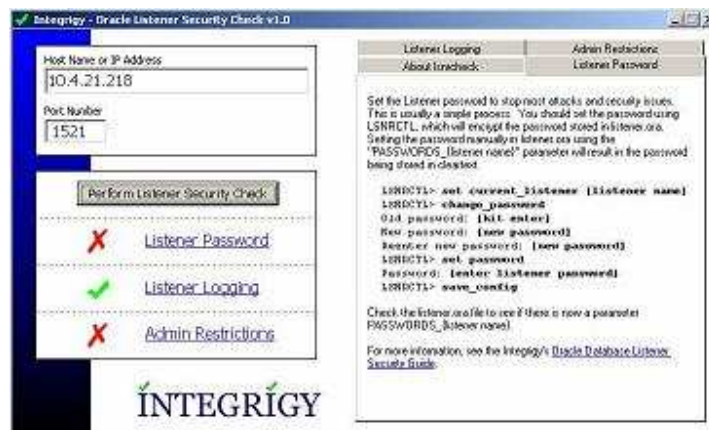 Integrigy - Oracle Listener Security Check v1.0
Host Name or IP Address
10.4.21.218
Port Number
1521
Perform Listener Security Check
Listener Password
Listener Logging
Admin Restrictions
INTEGRIGY
Listener Logging
Admin Restrictions
About lsnrcheck
Listener Password
Set the Listener password to stop most attacks and security issues.
This is usually a simple process. You should set the password using
LSNRCTL, which will encrypt the password stored in listener.ora.
Setting the password manually in listener.ora using the
"PASSWORDS_[listener name]" parameter will result in the password
being stored in cleartext.
LSNRCTL> set current_listener [listener name]
LSNRCTL> change_password
Old password: [hit enter]
New password: [new password]
Reenter new password: [new password]
LSNRCTL> set password
Password: [enter listener password]
LSNRCTL> save_config
Check the listener.ora file to see if there is now a parameter
PASSWORDS_[listener name].
For more information, see the Integrigy's Oracle Database Listener
Security Guide.